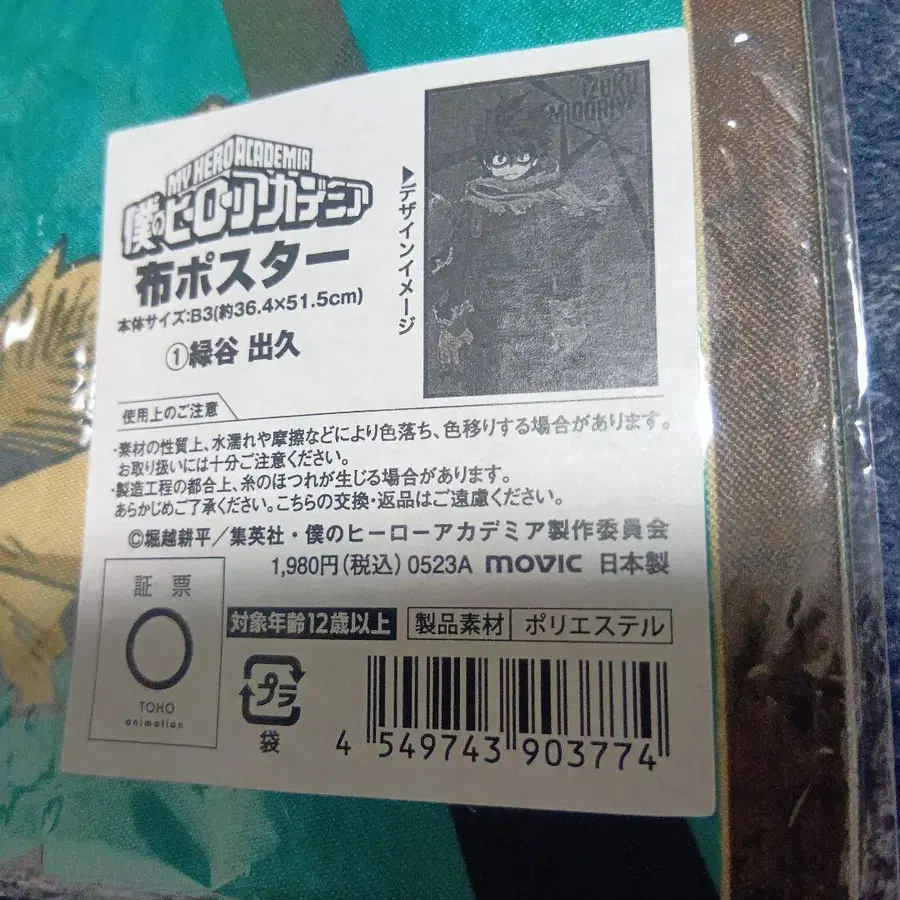 MY HERO ACADEMIA
僕のヒーローアカデミア
布ポスター
本体サイズ:B3(約36.4×51.5cm)
①緑谷 出久
▶デザインイメージ
IZUKU
MIDORIYA
使用上のご注意
・素材の性質上、水濡れや摩擦などにより色落ち、色移りする場合があります。
お取り扱いには十分ご注意ください。
・製造工程の都合上、糸のほつれが生じる場合があります。
あらかじめご了承ください。こちらの交換・返品はご遠慮ください。
©堀越耕平/集英社・僕のヒーローアカデミア製作委員会
1,980円(税込) 0523A movic 日本製
証票
TOHO
animation
対象年齢12歳以上
製品素材 ポリエステル
プラ
袋
4 549743 903774